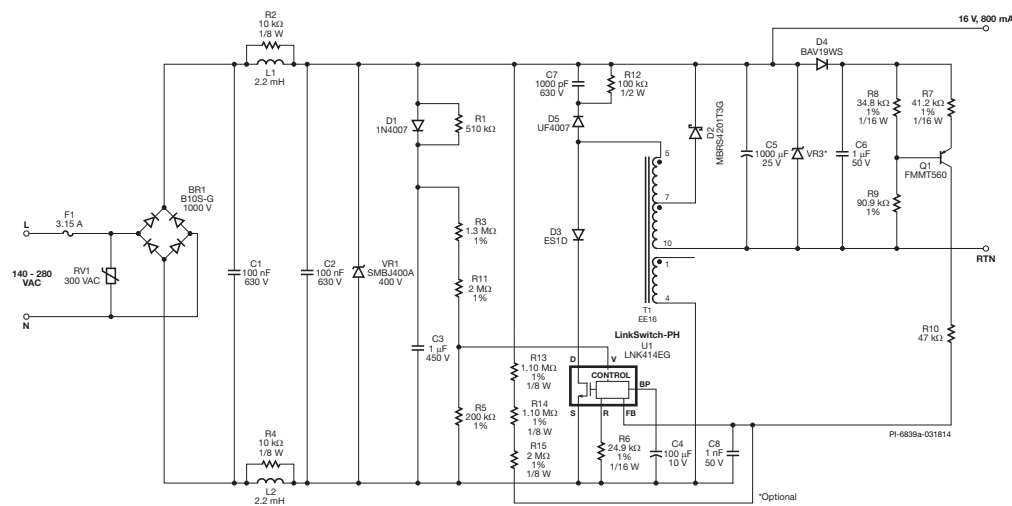 R2
10 kΩ
1/8 W
L1
2.2 mH
16 V, 800 mA
D4
BAV19WS
C7
1000 pF
630 V
R12
100 kΩ
1/2 W
D1
1N4007
R1
510 kΩ
D5
UF4007
D2
MBRS4201T3G
R8
34.8 kΩ
1%
1/16 W
R7
41.2 kΩ
1%
1/16 W
C5
1000 µF
25 V
VR3*
C6
1 µF
50 V
Q1
FMMT560
5
7
10
1
4
BR1
B10S-G
1000 V
F1
3.15 A
L
140 - 280
VAC
RV1
300 VAC
N
R3
1.3 MΩ
1%
D3
ES1D
R9
90.9 kΩ
1%
RTN
C1
100 nF
630 V
C2
100 nF
630 V
VR1
SMBJ400A
400 V
R11
2 MΩ
1%
T1
EE16
LinkSwitch-PH
U1
LNK414EG
R10
47 kΩ
C3
1 µF
450 V
D
V
CONTROL
BP
S
R
FB
R13
1.10 MΩ
1%
1/8 W
R14
1.10 MΩ
1%
1/8 W
R15
2 MΩ
1%
1/8 W
R5
200 kΩ
1%
R6
24.9 kΩ
1%
1/16 W
C4
100 µF
10 V
C8
1 nF
50 V
PI-6839a-031814
R4
10 kΩ
1/8 W
L2
2.2 mH
*Optional